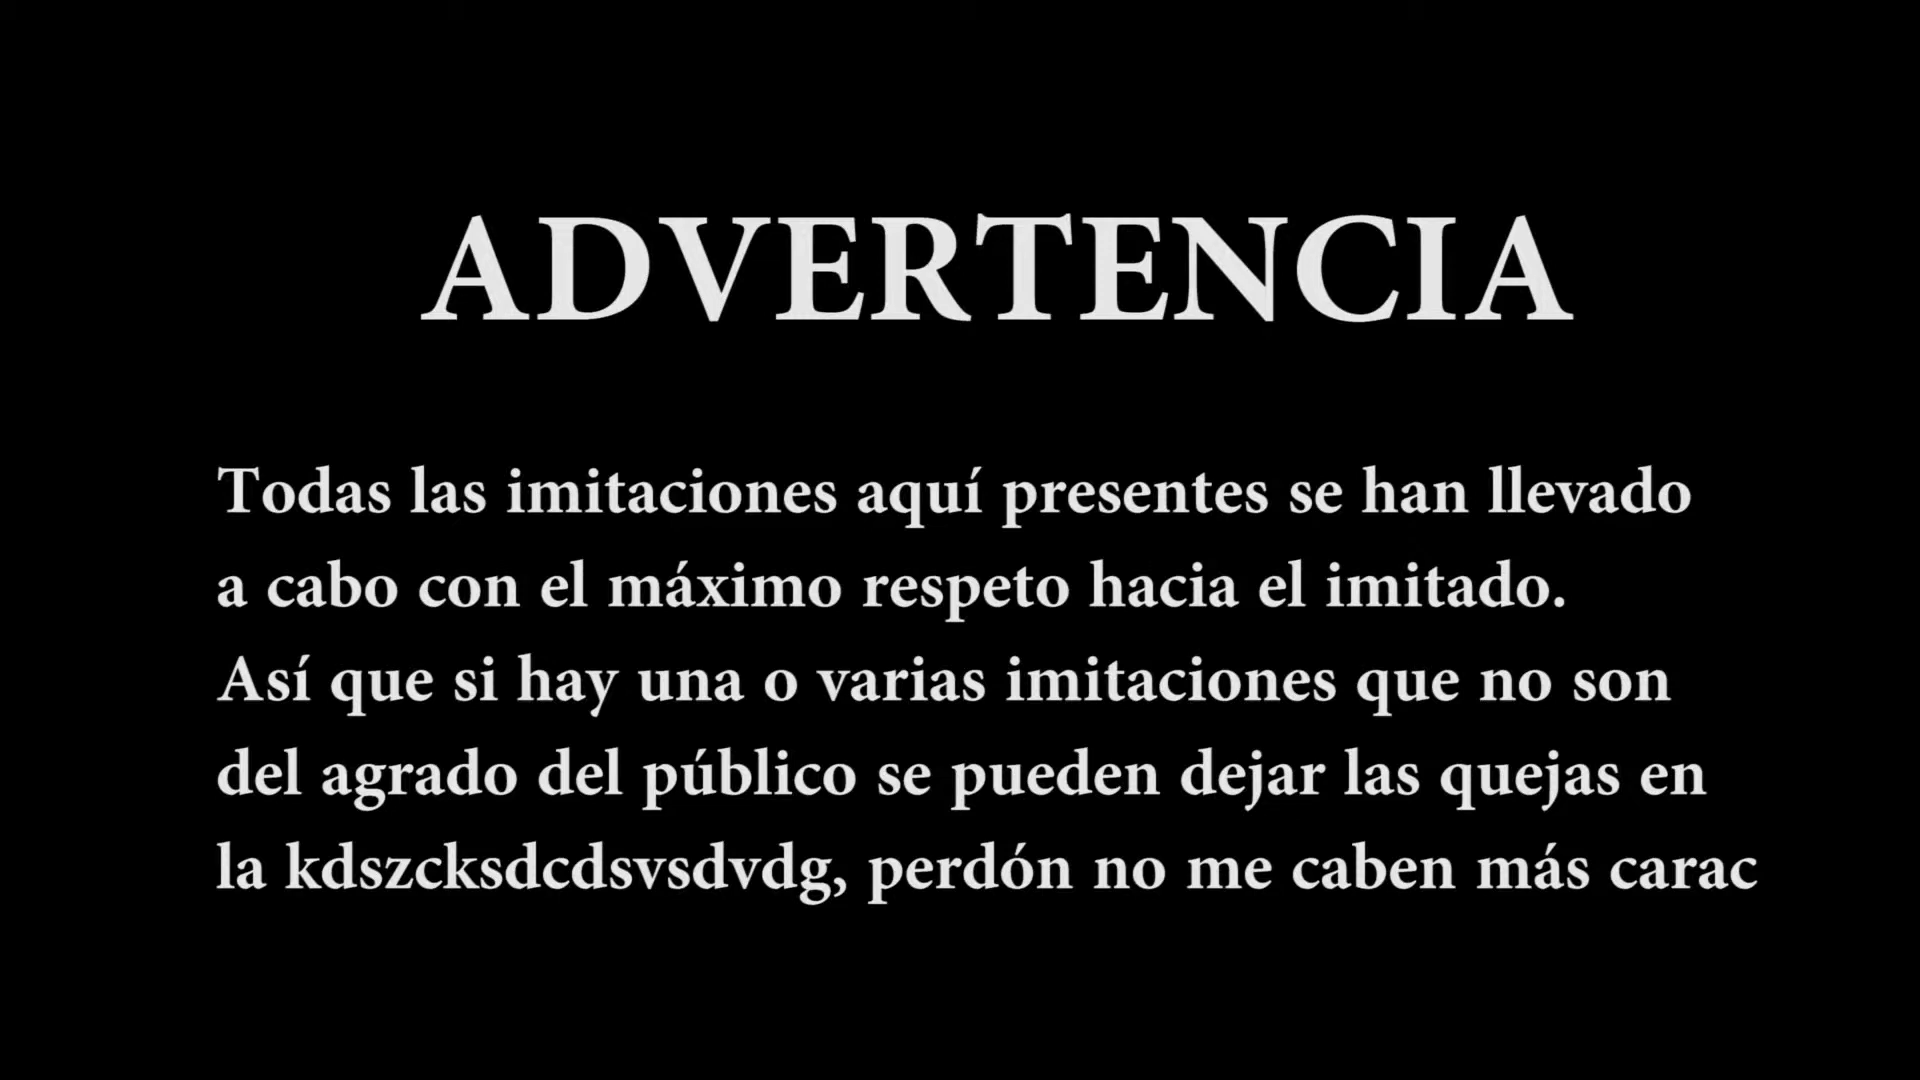 ADVERTENCIA
Todas las imitaciones aquí presentes se han llevado
a cabo con el máximo respeto hacia el imitado.
Así que si hay una o varias imitaciones que no son
del agrado del público se pueden dejar las quejas en
la kdszcksdcdsvsdvdg, perdón no me caben más carac